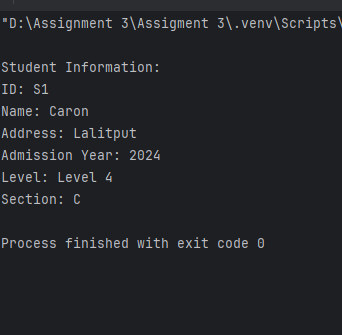 "D:\Assignment 3\Assigment 3\.venv\Scripts\
Student Information:
ID: S1
Name: Caron
Address: Lalitput
Admission Year: 2024
Level: Level 4
Section: C
Process finished with exit code 0